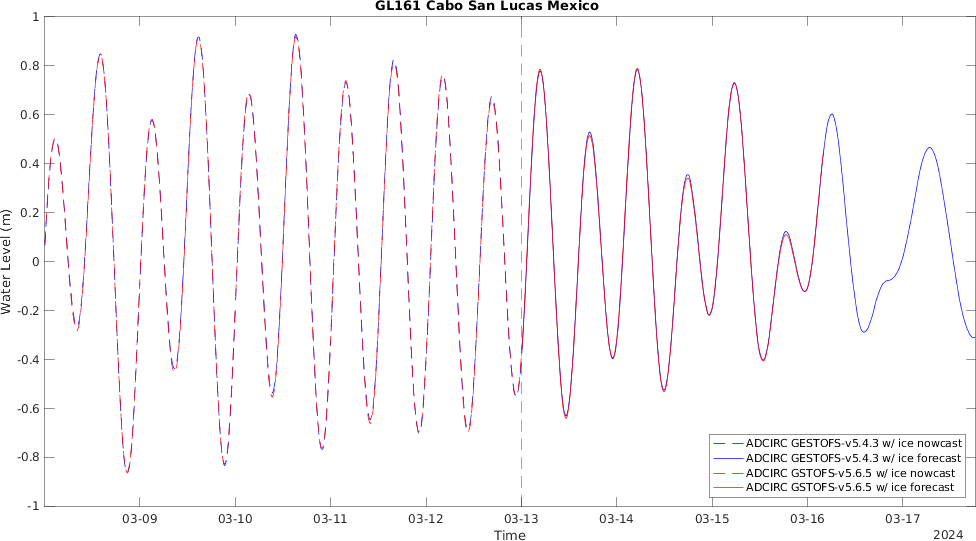 GL161 Cabo San Lucas Mexico
1
0.8
0.6
0.4
0.2
0
-0.2
-0.4
-0.6
-0.8
-1
Water Level (m)
ADCIRC GESTOFS-v5.4.3 w/ ice nowcast
ADCIRC GESTOFS-v5.4.3 w/ ice forecast
ADCIRC GSTOFS-v5.6.5 w/ ice nowcast
ADCIRC GSTOFS-v5.6.5 w/ ice forecast
03-09 03-10 03-11 03-12 03-13 03-14 03-15 03-16 03-17
Time
2024